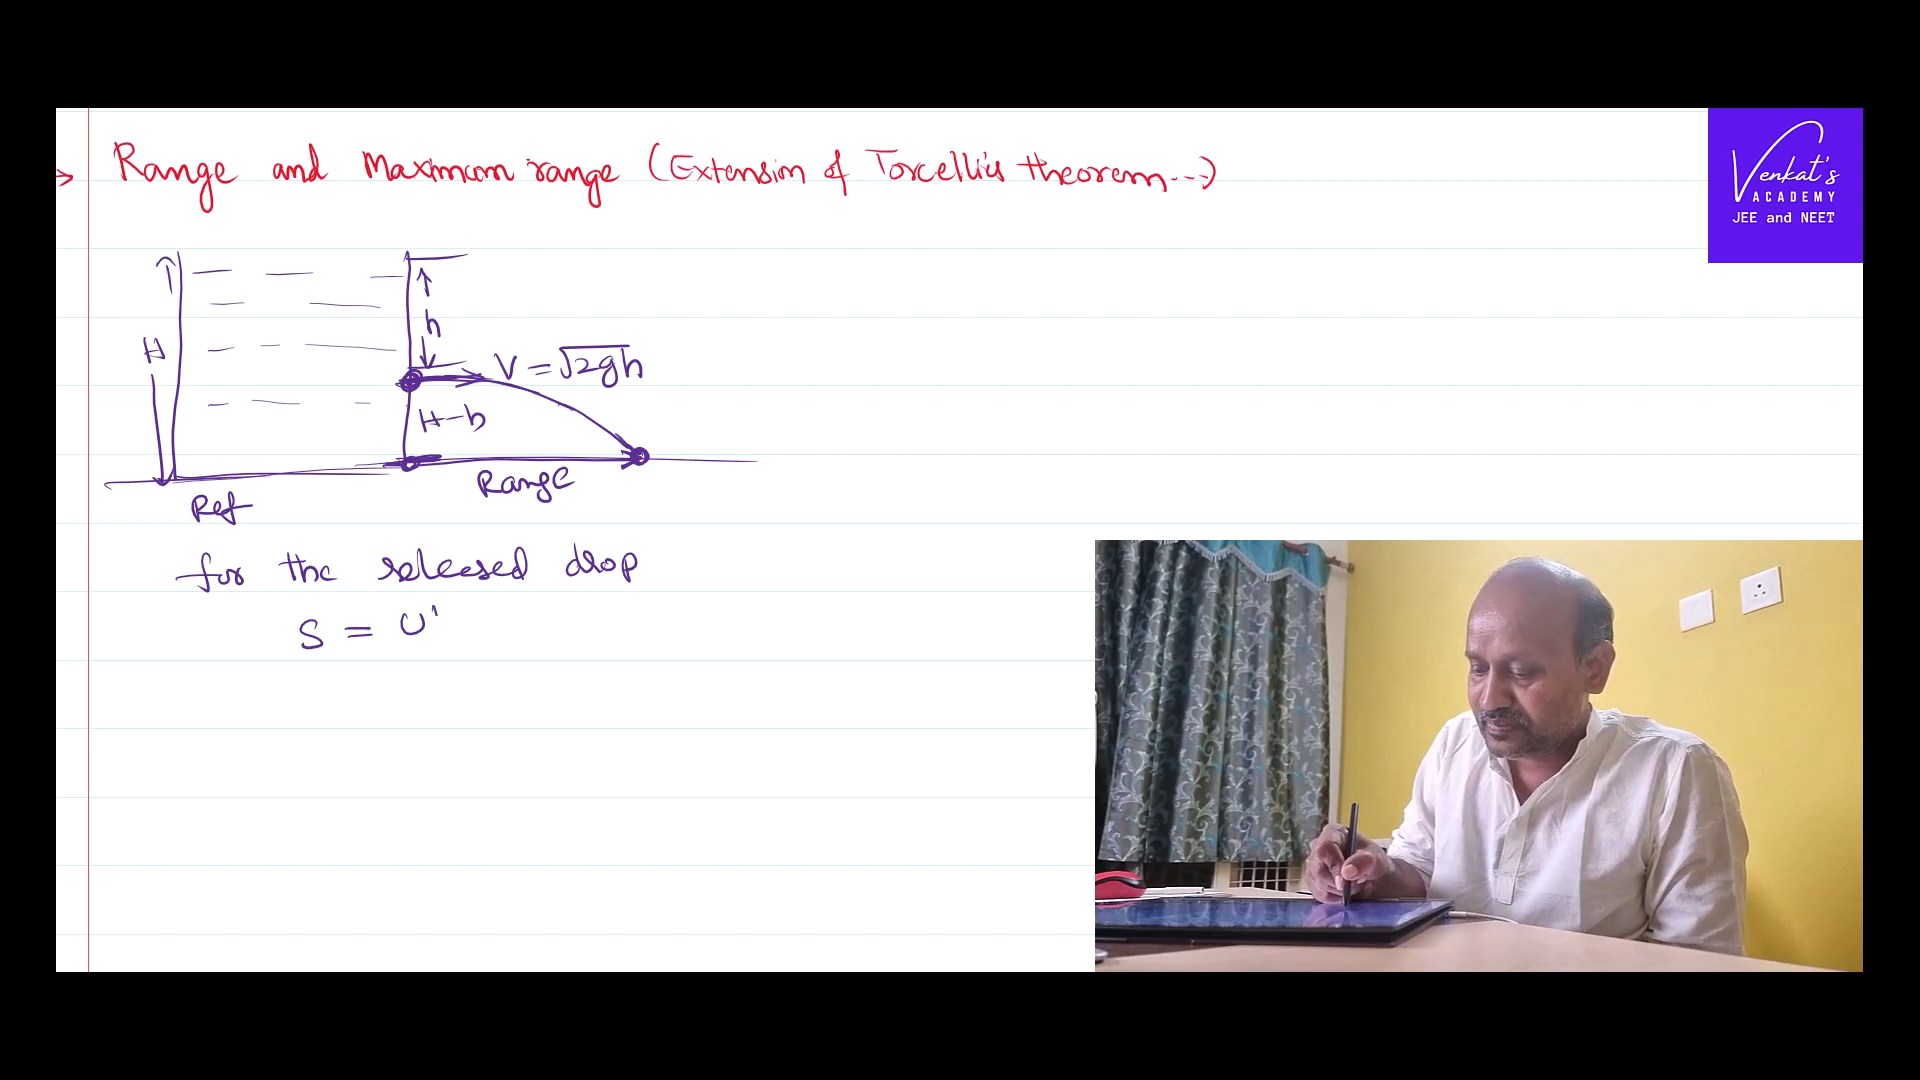 → Range and Maximum range (Extension of Torcelli's theorem...)
Venkat's
ACADEMY
JEE and NEET
H
h
V = √2gh
H-h
Range
Ref
for the released drop
S = U'